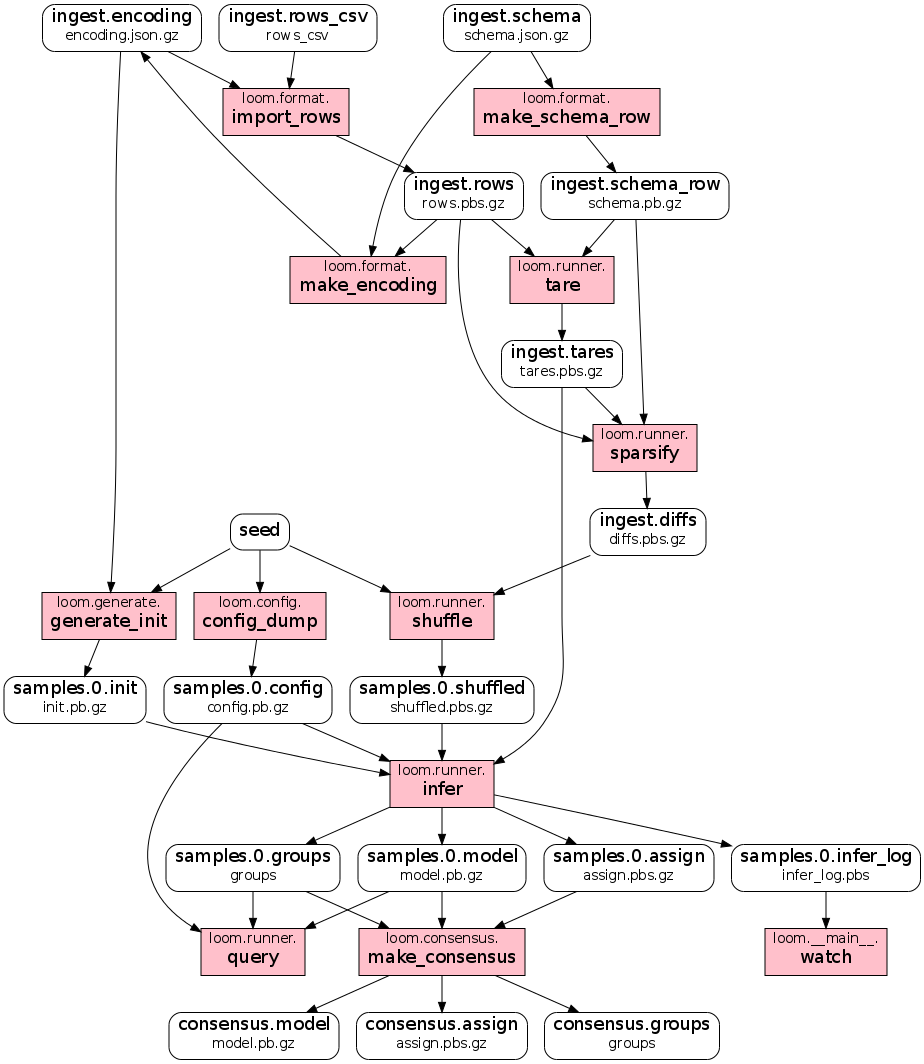 ingest.encoding
encoding.json.gz
ingest.rows_csv
rows_csv
ingest.schema
schema.json.gz
loom.format.
import_rows
loom.format.
make_schema_row
ingest.rows
rows.pbs.gz
ingest.schema_row
schema.pb.gz
loom.format.
make_encoding
loom.runner.
tare
ingest.tares
tares.pbs.gz
loom.runner.
sparsify
seed
ingest.diffs
diffs.pbs.gz
loom.generate.
generate_init
loom.config.
config_dump
loom.runner.
shuffle
samples.0.init
init.pb.gz
samples.0.config
config.pb.gz
samples.0.shuffled
shuffled.pbs.gz
loom.runner.
infer
samples.0.groups
groups
samples.0.model
model.pb.gz
samples.0.assign
assign.pbs.gz
samples.0.infer_log
infer_log.pbs
loom.runner.
query
loom.consensus.
make_consensus
loom.__main__.
watch
consensus.model
model.pb.gz
consensus.assign
assign.pbs.gz
consensus.groups
groups